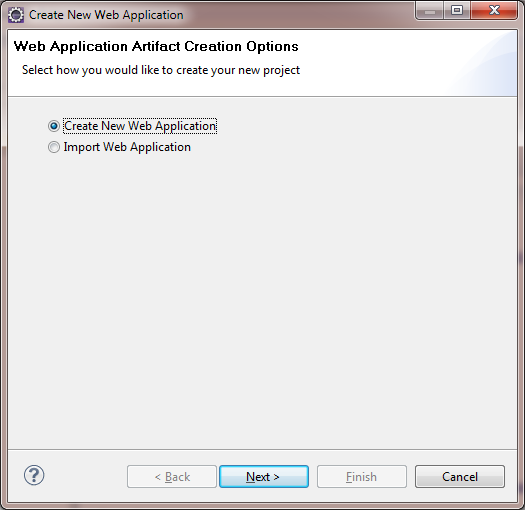 Create New Web Application
Web Application Artifact Creation Options
Select how you would like to create your new project
Create New Web Application
Import Web Application
? < Back Next > Finish Cancel